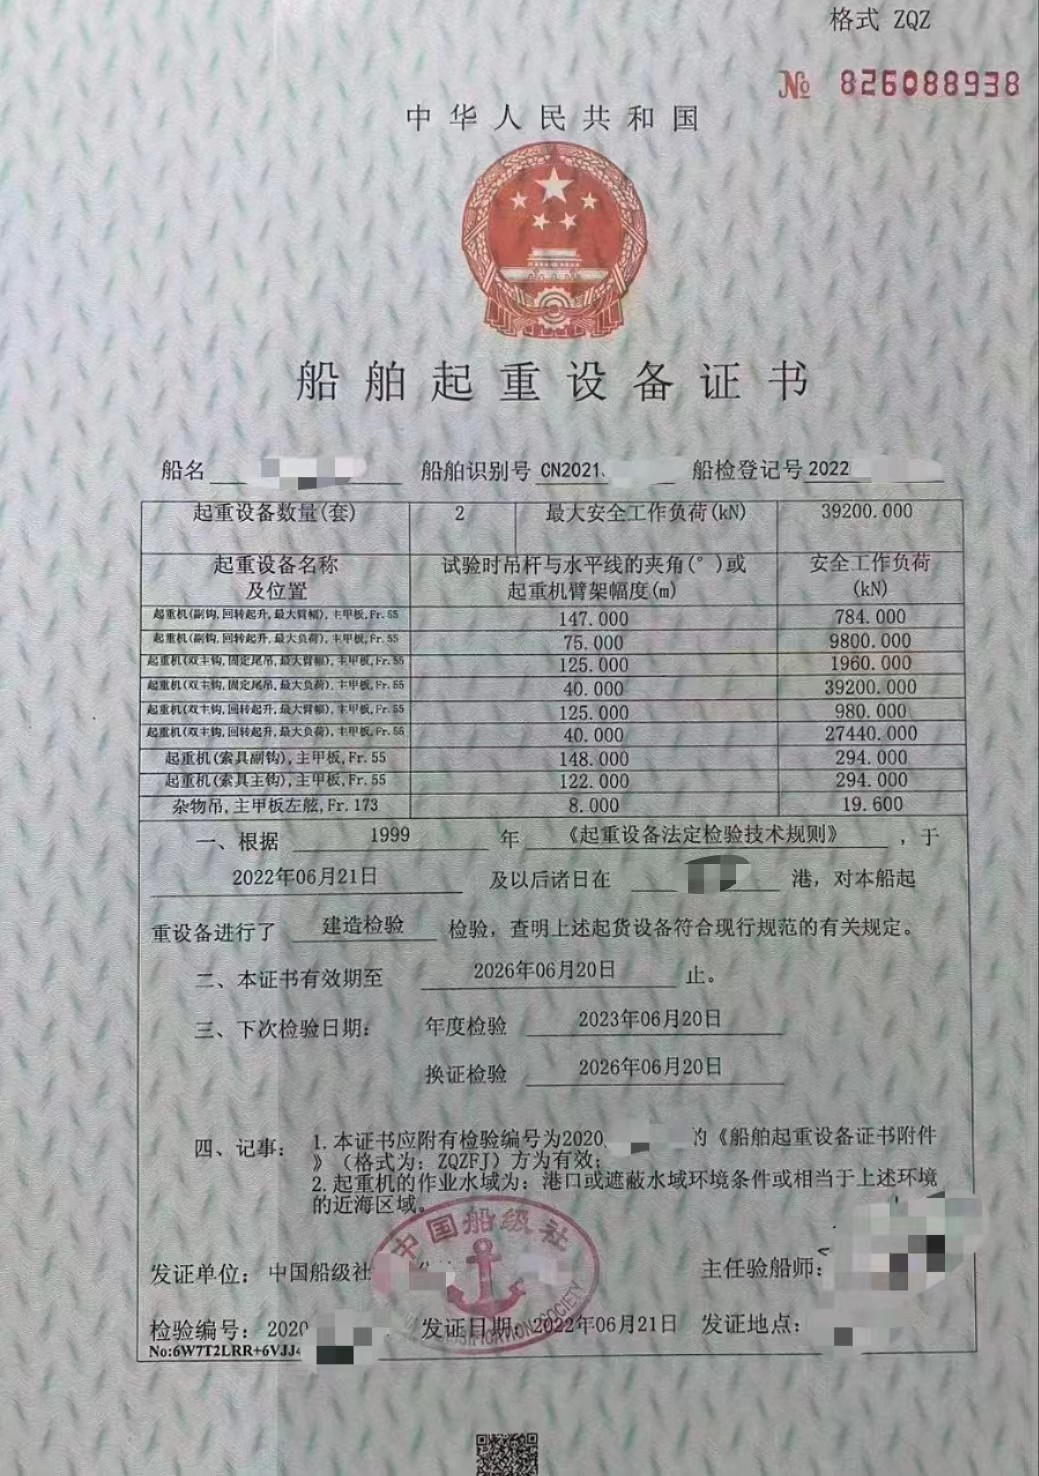 格式 ZQZ
№ 826088938
中华人民共和国
船舶起重设备证书
船名 船舶识别号 CN2021 船检登记号 2022
起重设备数量(套) 2 最大安全工作负荷(kN) 39200.000
起重设备名称 试验时吊杆与水平线的夹角(°)或 安全工作负荷
及位置 起重机臂架幅度(m) (kN)
起重机(副钩,回转起升,最大臂幅),主甲板,Fr.55 147.000 784.000
起重机(副钩,回转起升,最大负荷),主甲板,Fr.55 75.000 9800.000
起重机(双主钩,固定尾吊,最大臂幅),主甲板,Fr.55 125.000 1960.000
起重机(双主钩,固定尾吊,最大负荷),主甲板,Fr.55 40.000 39200.000
起重机(双主钩,回转起升,最大臂幅),主甲板,Fr.55 125.000 980.000
起重机(双主钩,回转起升,最大负荷),主甲板,Fr.55 40.000 27440.000
起重机(索具副钩),主甲板,Fr.55 148.000 294.000
起重机(索具主钩),主甲板,Fr.55 122.000 294.000
杂物吊,主甲板左舷,Fr.173 8.000 19.600
一、根据 1999 年 《起重设备法定检验技术规则》 ,于
2022年06月21日 及以后诸日在 港,对本船起
重设备进行了 建造检验 检验,查明上述起货设备符合现行规范的有关规定。
二、本证书有效期至 2026年06月20日 止。
三、下次检验日期: 年度检验 2023年06月20日
换证检验 2026年06月20日
四、记事: 1.本证书应附有检验编号为2020 的《船舶起重设备证书附件
》(格式为:ZQZFJ)方为有效;
2.起重机的作业水域为:港口或遮蔽水域环境条件或相当于上述环境
的近海区域。
中国船级社
发证单位: 中国船级社 主任验船师:
检验编号: 2020 发证日期: 2022年06月21日 发证地点:
CLASSIFICATION SOCIETY
No:6W7T2LRR+6VJJ